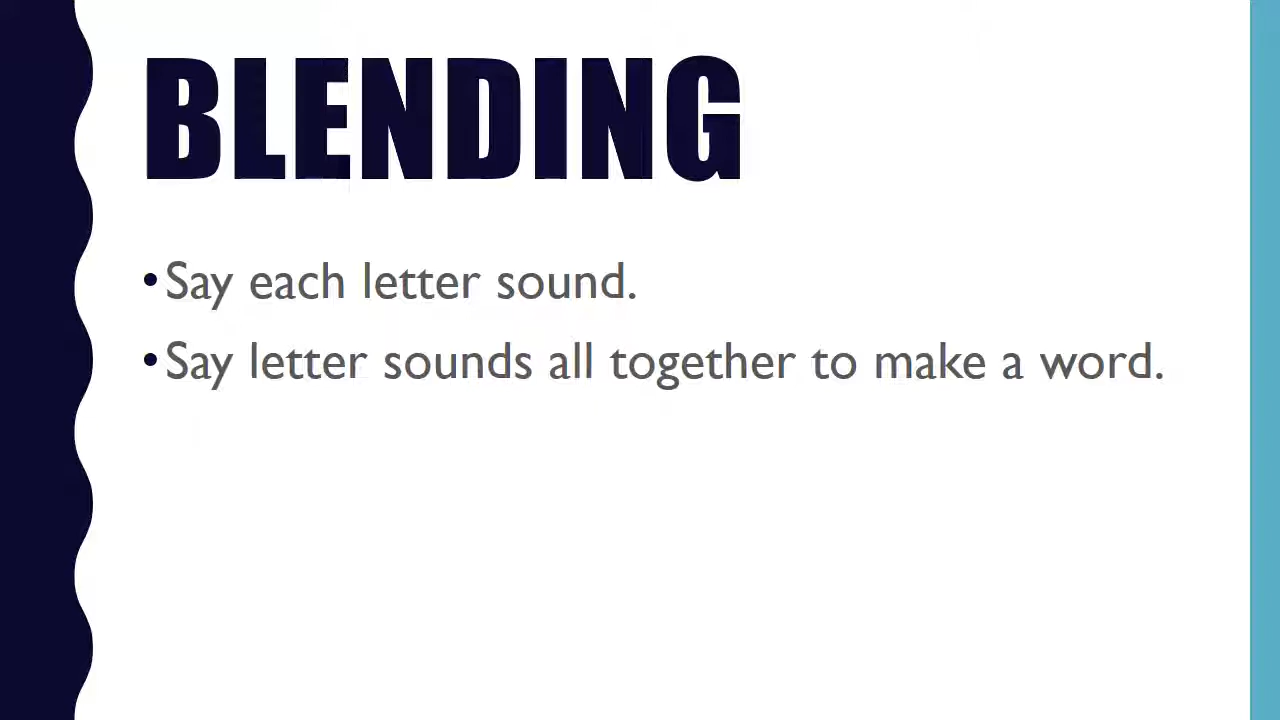 BLENDING
•Say each letter sound.
•Say letter sounds all together to make a word.